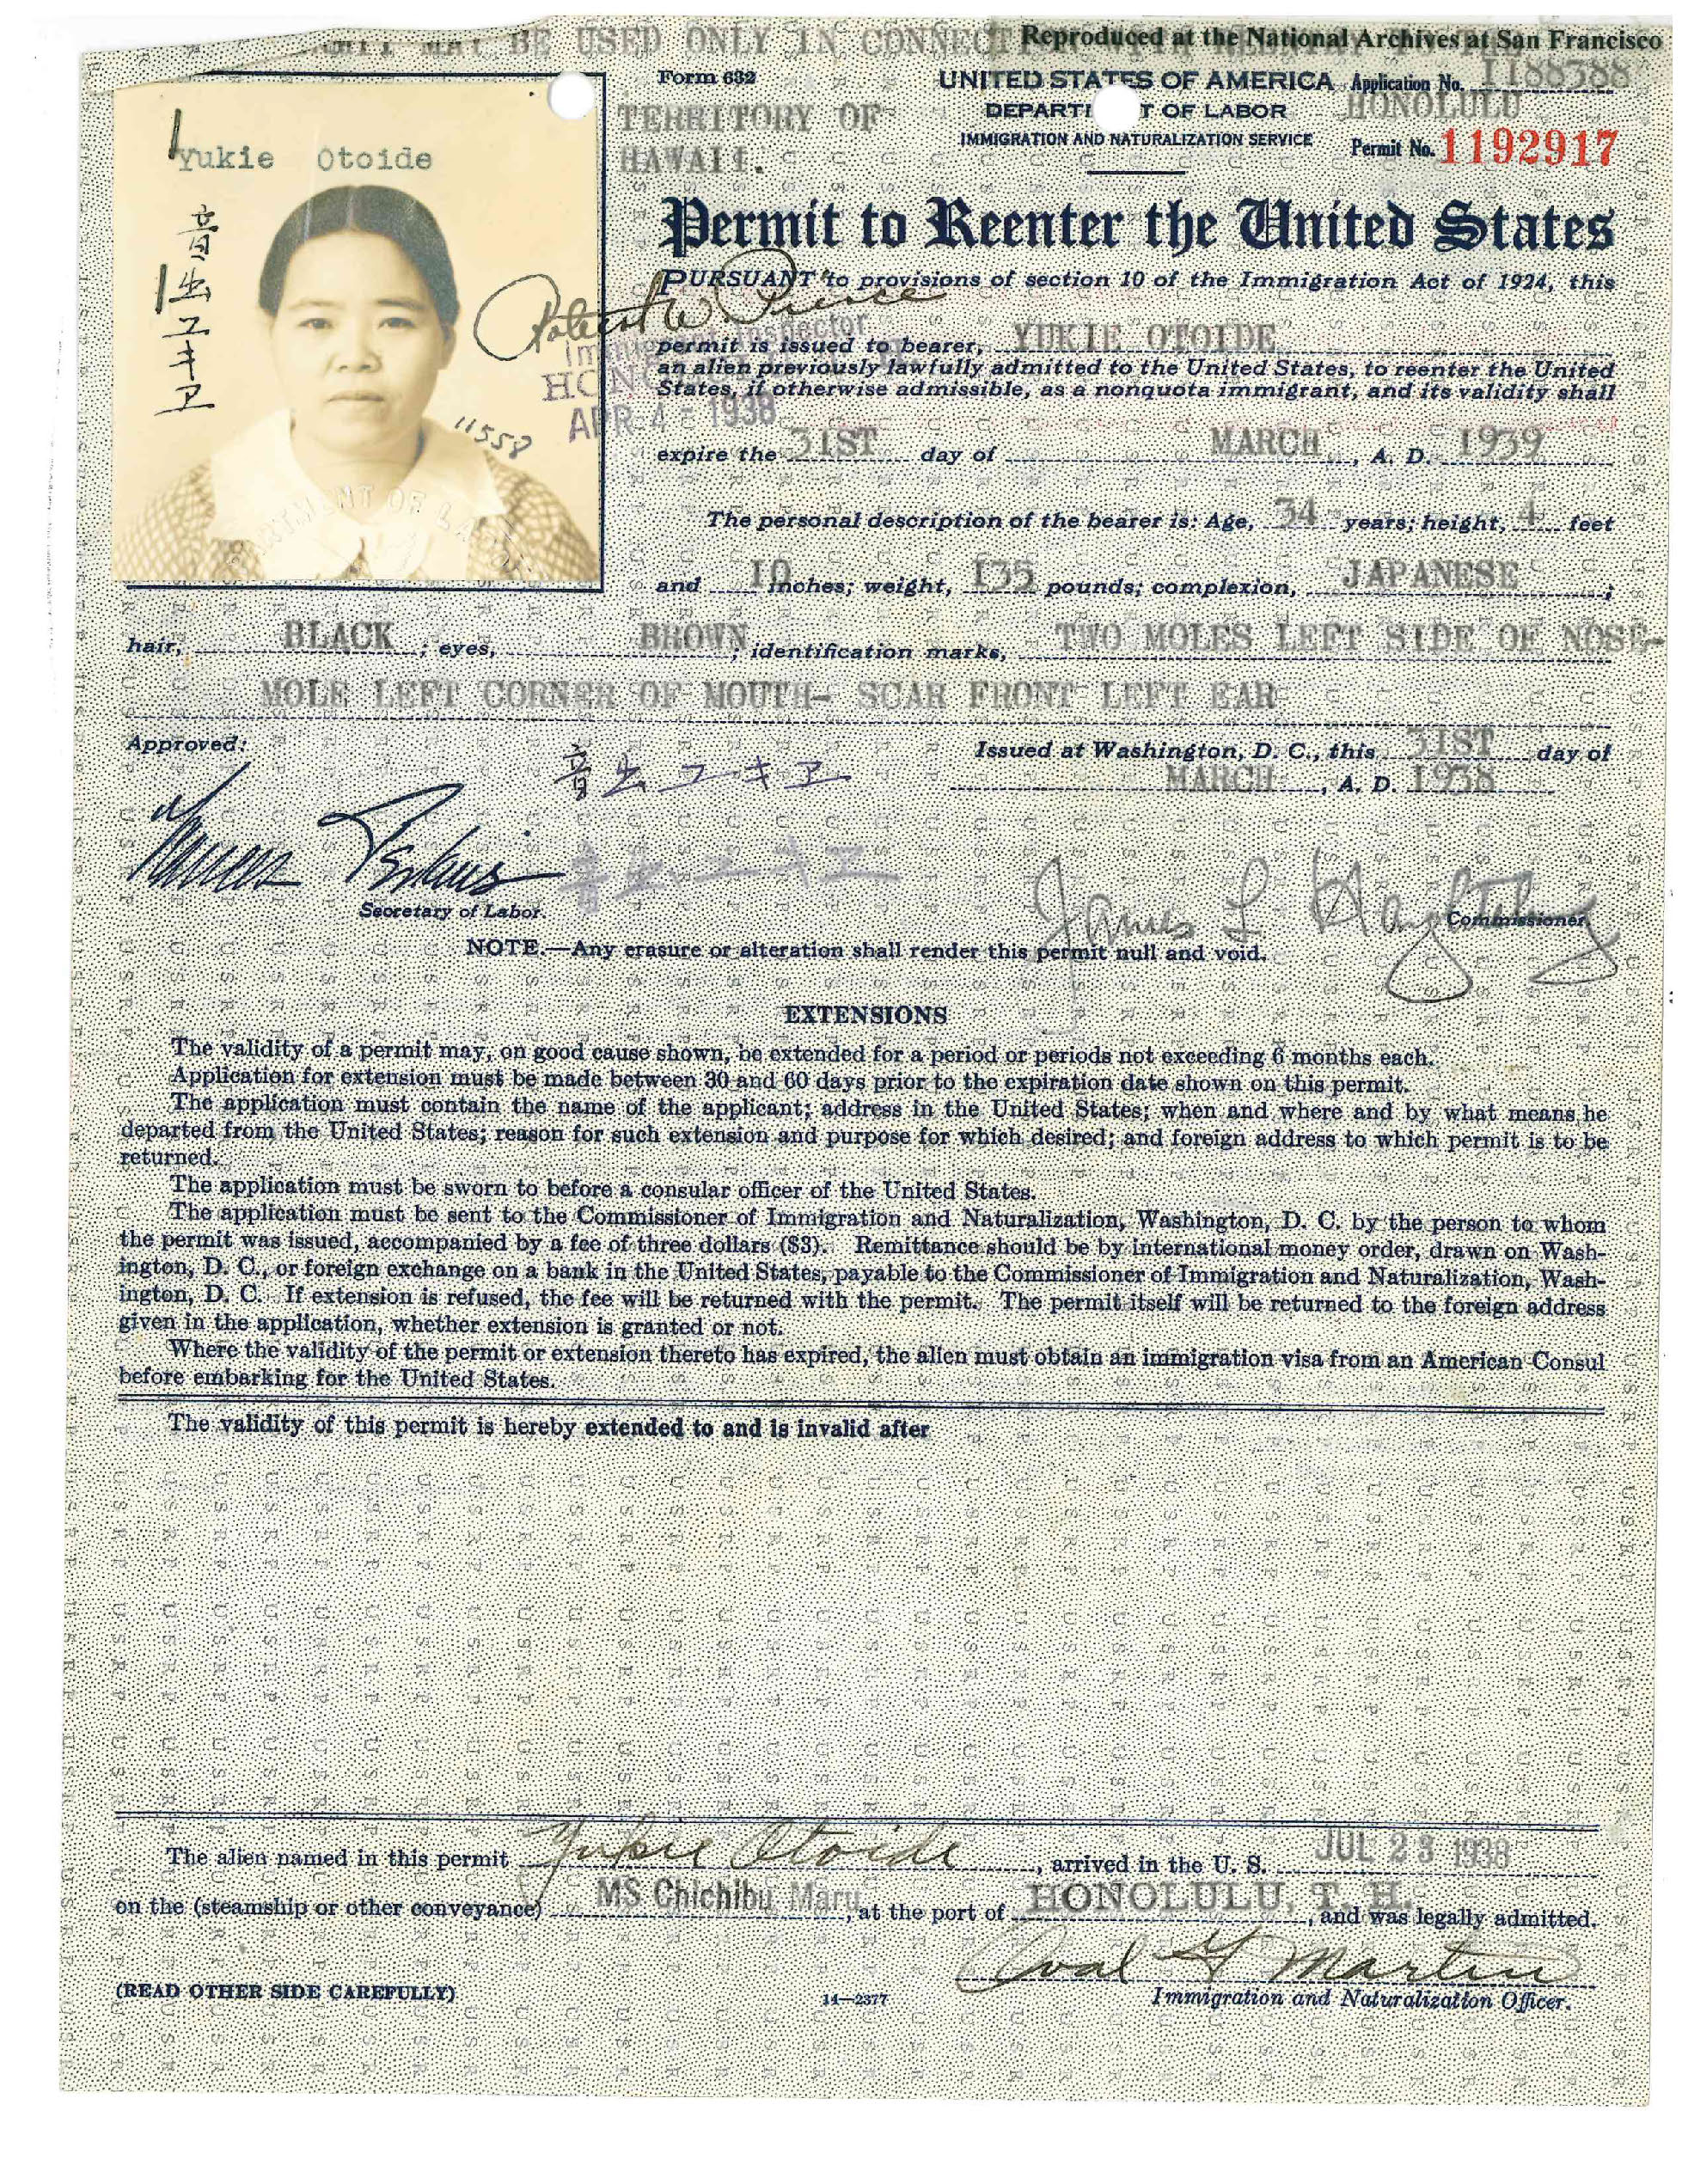 BE USED ONLY IN CONNECT
Reproduced at the National Archives at San Francisco
Form 632
UNITED STATES OF AMERICA
Application No. 1188388
TERRITORY OF
HAWAII.
DEPARTM T OF LABOR
HONOLULU
IMMIGRATION AND NATURALIZATION SERVICE
Permit No. 1192917
Yukie Otoide
音出ユキヱ
Permit to Reenter the United States
PURSUANT to provisions of section 10 of the Immigration Act of 1924, this
Robert W Pierce
Immigrant Inspector
permit is issued to bearer, YUKIE OTOIDE
an alien previously lawfully admitted to the United States, to reenter the United
States, if otherwise admissible, as a nonquota immigrant, and its validity shall
APR 4 - 1938
11558
expire the 31ST day of MARCH, A. D. 1939
DEPARTMENT OF LABOR
The personal description of the bearer is: Age, 34 years; height, 4 feet
and 10 inches; weight, 135 pounds; complexion, JAPANESE;
hair, BLACK; eyes, BROWN; identification marks, TWO MOLES LEFT SIDE OF NOSE-
MOLE LEFT CORNER OF MOUTH- SCAR FRONT LEFT EAR
Approved:
音出ユキヱ
Issued at Washington, D. C., this 31ST day of
MARCH, A. D. 1938
Frances Perkins
音出ユキエ
James L Houghteling
Secretary of Labor.
Commissioner
NOTE.—Any erasure or alteration shall render this permit null and void.
EXTENSIONS
The validity of a permit may, on good cause shown, be extended for a period or periods not exceeding 6 months each.
Application for extension must be made between 30 and 60 days prior to the expiration date shown on this permit.
The application must contain the name of the applicant; address in the United States; when and where and by what means he
departed from the United States; reason for such extension and purpose for which desired; and foreign address to which permit is to be
returned.
The application must be sworn to before a consular officer of the United States.
The application must be sent to the Commissioner of Immigration and Naturalization, Washington, D. C. by the person to whom
the permit was issued, accompanied by a fee of three dollars ($3). Remittance should be by international money order, drawn on Wash-
ington, D. C., or foreign exchange on a bank in the United States, payable to the Commissioner of Immigration and Naturalization, Wash-
ington, D. C. If extension is refused, the fee will be returned with the permit. The permit itself will be returned to the foreign address
given in the application, whether extension is granted or not.
Where the validity of the permit or extension thereto has expired, the alien must obtain an immigration visa from an American Consul
before embarking for the United States.
The validity of this permit is hereby extended to and is invalid after
The alien named in this permit Yukie Otoide, arrived in the U. S. JUL 23 1938
on the (steamship or other conveyance) MS Chichibu Maru, at the port of HONOLULU, T. H., and was legally admitted.
Oval G Martin
(READ OTHER SIDE CAREFULLY)
14—2377
Immigration and Naturalization Officer.